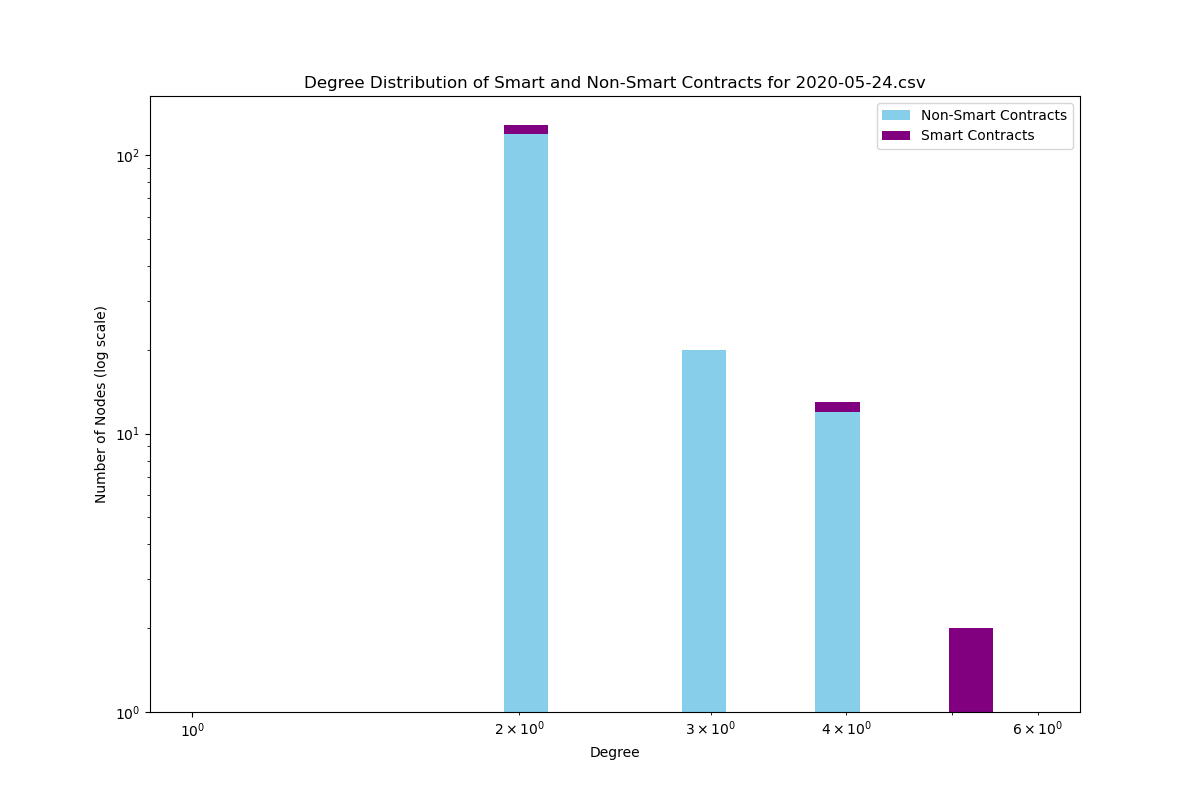 Degree Distribution of Smart and Non-Smart Contracts for 2020-05-24.csv
Non-Smart Contracts
Smart Contracts
Number of Nodes (log scale)
10²
10¹
10⁰
10⁰ 2 × 10⁰ 3 × 10⁰ 4 × 10⁰ 6 × 10⁰
Degree